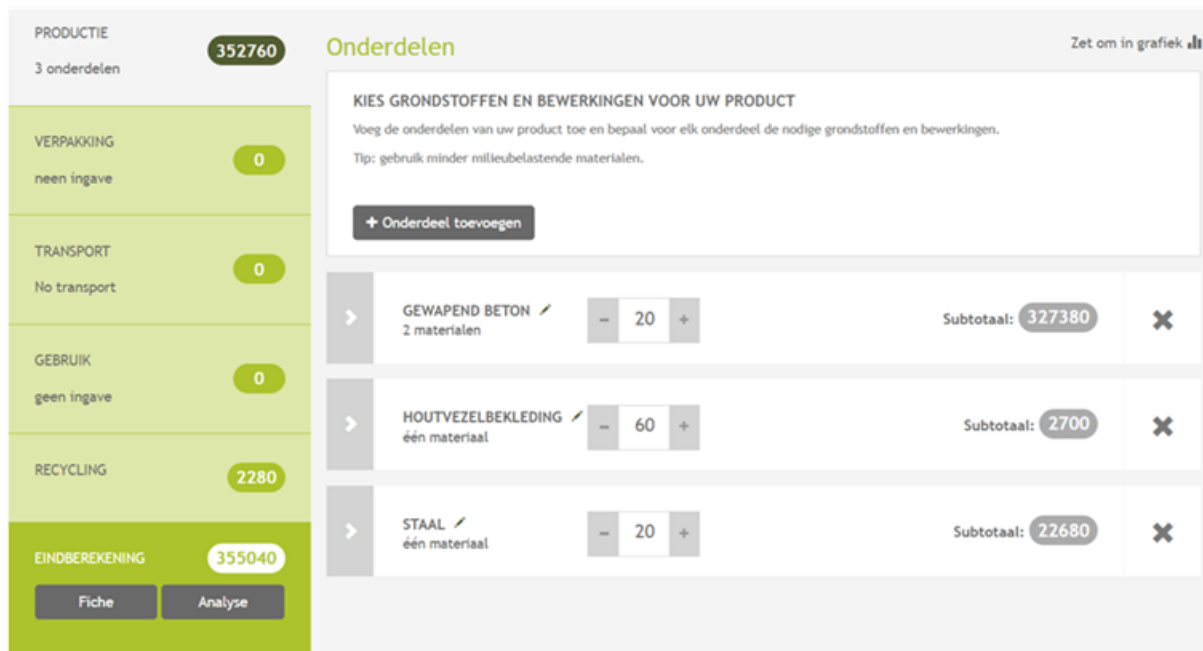 PRODUCTIE
352760
3 onderdelen
VERPAKKING
0
neen ingave
TRANSPORT
0
No transport
GEBRUIK
0
geen ingave
RECYCLING
2280
EINDBEREKENING
355040
Fiche
Analyse
Onderdelen
Zet om in grafiek
KIES GRONDSTOFFEN EN BEWERKINGEN VOOR UW PRODUCT
Voeg de onderdelen van uw product toe en bepaal voor elk onderdeel de nodige grondstoffen en bewerkingen.
Tip: gebruik minder milieubelastende materialen.
+ Onderdeel toevoegen
GEWAPEND BETON
2 materialen
- 20 +
Subtotaal: 327380
HOUTVEZELBEKLEDING
één materiaal
- 60 +
Subtotaal: 2700
STAAL
één materiaal
- 20 +
Subtotaal: 22680